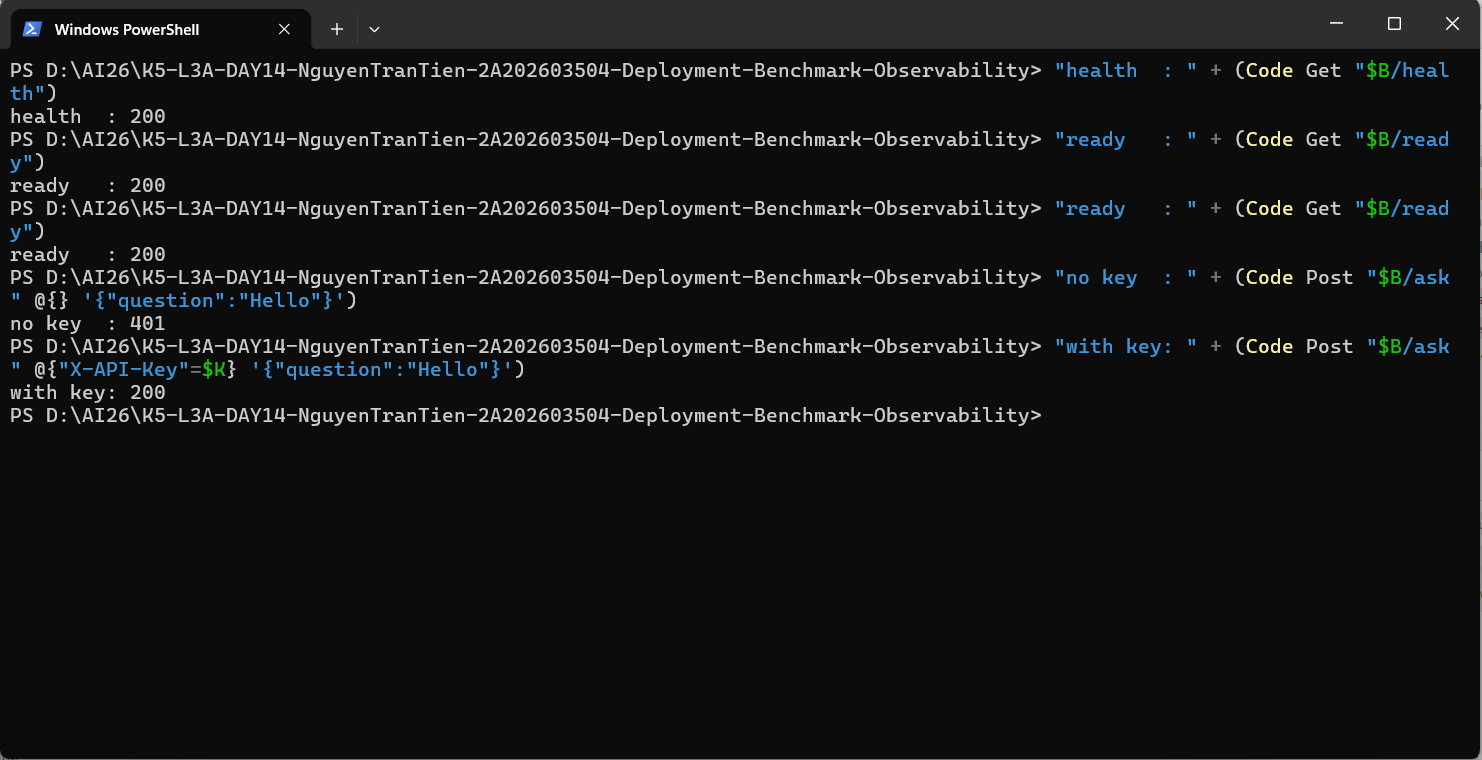 Windows PowerShell
PS D:\AI26\K5-L3A-DAY14-NguyenTranTien-2A202603504-Deployment-Benchmark-Observability> "health  : " + (Code Get "$B/heal
th")
health  : 200
PS D:\AI26\K5-L3A-DAY14-NguyenTranTien-2A202603504-Deployment-Benchmark-Observability> "ready   : " + (Code Get "$B/read
y")
ready   : 200
PS D:\AI26\K5-L3A-DAY14-NguyenTranTien-2A202603504-Deployment-Benchmark-Observability> "ready   : " + (Code Get "$B/read
y")
ready   : 200
PS D:\AI26\K5-L3A-DAY14-NguyenTranTien-2A202603504-Deployment-Benchmark-Observability> "no key  : " + (Code Post "$B/ask
" @{} '{"question":"Hello"}')
no key  : 401
PS D:\AI26\K5-L3A-DAY14-NguyenTranTien-2A202603504-Deployment-Benchmark-Observability> "with key: " + (Code Post "$B/ask
" @{"X-API-Key"=$K} '{"question":"Hello"}')
with key: 200
PS D:\AI26\K5-L3A-DAY14-NguyenTranTien-2A202603504-Deployment-Benchmark-Observability>